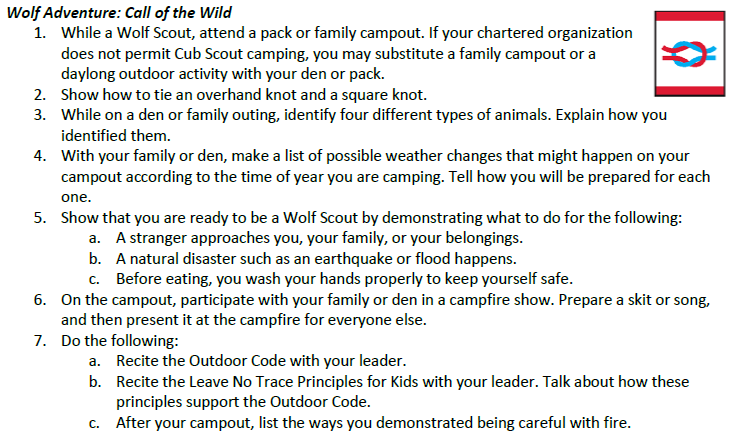 Wolf Adventure: Call of the Wild
1. While a Wolf Scout, attend a pack or family campout. If your chartered organization
does not permit Cub Scout camping, you may substitute a family campout or a
daylong outdoor activity with your den or pack.
2. Show how to tie an overhand knot and a square knot.
3. While on a den or family outing, identify four different types of animals. Explain how you
identified them.
4. With your family or den, make a list of possible weather changes that might happen on your
campout according to the time of year you are camping. Tell how you will be prepared for each
one.
5. Show that you are ready to be a Wolf Scout by demonstrating what to do for the following:
a. A stranger approaches you, your family, or your belongings.
b. A natural disaster such as an earthquake or flood happens.
c. Before eating, you wash your hands properly to keep yourself safe.
6. On the campout, participate with your family or den in a campfire show. Prepare a skit or song,
and then present it at the campfire for everyone else.
7. Do the following:
a. Recite the Outdoor Code with your leader.
b. Recite the Leave No Trace Principles for Kids with your leader. Talk about how these
principles support the Outdoor Code.
c. After your campout, list the ways you demonstrated being careful with fire.